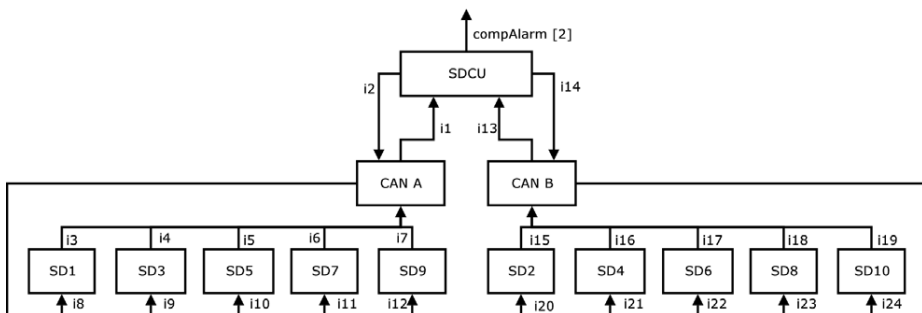 compAlarm [2]
SDCU
i2
i14
i1
i13
CAN A
CAN B
i3
i4
i5
i6
i7
i15
i16
i17
i18
i19
SD1
SD3
SD5
SD7
SD9
SD2
SD4
SD6
SD8
SD10
i8
i9
i10
i11
i12
i20
i21
i22
i23
i24